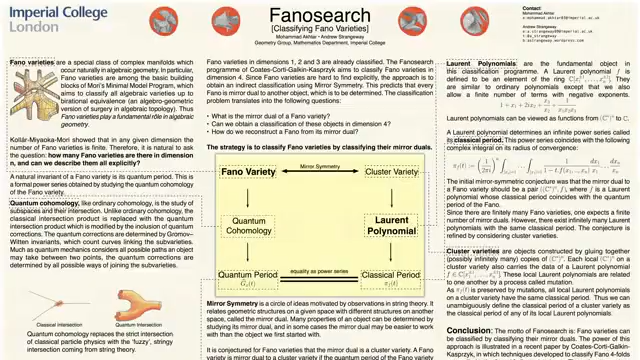 Imperial College
London
Fanosearch
[Classifying Fano Varieties]
Mohammad Akhtar • Andrew Strangeway
Geometry Group, Mathematics Department, Imperial College
Contact
Mohammad Akhtar
Andrew Strangeway
Fano varieties are a special class of complex manifolds which
occur naturally in algebraic geometry. In particular,
Fano varieties are among the basic building
blocks of Mori's Minimal Model Program, which
aims to classify all algebraic varieties up to
birational equivalence (an algebro-geometric
version of surgery in algebraic topology). Thus
Fano varieties play a fundamental role in algebraic
geometry.
Kollár-Miyaoka-Mori showed that in any given dimension the
number of Fano varieties is finite. Therefore, it is natural to ask
the question: how many Fano varieties are there in dimension
n, and can we describe them all explicitly?
A natural invariant of a Fano variety is its quantum period. This is
a formal power series obtained by studying the quantum cohomology
of the Fano variety.
Quantum cohomology, like ordinary cohomology, is the study of
subspaces and their intersection. Unlike ordinary cohomology, the
classical intersection product is replaced with the quantum
intersection product which is modified by the inclusion of quantum
corrections. The quantum corrections are determined by Gromov–
Witten invariants, which count curves linking the subvarieties.
Much as quantum mechanics considers all possible paths an object
may take between two points, the quantum corrections are
determined by all possible ways of joining the subvarieties.
Classical Intersection
Quantum Intersection
Quantum cohomology replaces the strict intersection
of classical particle physics with the 'fuzzy', stringy
intersection coming from string theory.
Fano varieties in dimensions 1, 2 and 3 are already classified. The Fanosearch
programme of Coates-Corti-Galkin-Kasprzyk aims to classify Fano varieties in
dimension 4. Since Fano varieties are hard to find explicitly, the approach is to
obtain an indirect classification using Mirror Symmetry. This predicts that every
Fano is mirror dual to another object, which is to be determined. The classification
problem translates into the following questions:
• What is the mirror dual of a Fano Variety?
• Can we obtain a classification of these objects in dimension 4?
• How do we reconstruct a Fano from its mirror dual?
The strategy is to classify Fano Varieties by classifying their mirror duals.
Fano Variety
Mirror Symmetry
Cluster Variety
Quantum
Cohomology
Laurent
Polynomial
Quantum Period
equality as power series
Classical Period
Mirror Symmetry is a circle of ideas motivated by observations in string theory. It
relates geometric structures on a given space with different structures on another
space, called the mirror dual. Many properties of an object can be determined by
studying its mirror dual, and in some cases the mirror dual may be easier to work
with than the object we first started with.
It is conjectured for Fano varieties that the mirror dual is a cluster variety. A Fano
variety is mirror dual to a cluster variety if the quantum period of the Fano variety
Laurent Polynomials: are the fundamental object in
this classification programme. A Laurent polynomial f is
defined to be an element of the ring
They are similar to ordinary polynomials except that we also
allow a finite number of terms with negative exponents.
Laurent polynomials can be viewed as functions
A Laurent polynomial determines an infinite power series called
its classical period. This power series coincides with the following
complex integral on its radius of convergence:
The initial mirror-symmetric conjecture was that the mirror dual to
a Fano variety should be a pair
where f is a Laurent
polynomial whose classical period coincides with the quantum
period of the Fano.
Since there are finitely many Fano varieties, one expects a finite
number of mirror duals. However, there exist infinitely many
Laurent polynomials with the same classical period. The conjecture is
refined by considering cluster varieties.
Cluster varieties are objects constructed by gluing together
(possibly infinitely many) copies of
Each local
on a cluster variety also carries the data of a Laurent polynomial
These local Laurent polynomials are related
to one another by a process called mutation.
is preserved by mutations, all local Laurent polynomials
on a cluster variety have the same classical period. Thus we can
unambiguously define the classical period of a cluster variety as
the classical period of any of its local Laurent polynomials.
Conclusion: The motto of Fanosearch is: Fano varieties can
be classified by classifying their mirror duals. The power of this
approach is illustrated in a recent paper by Coates-Corti-Galkin-
Kasprzyk, in which techniques developed to classify Fano 4-folds